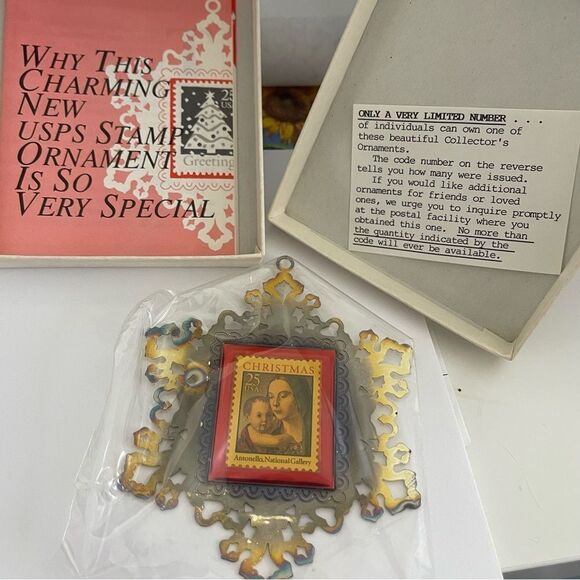 WHY THIS
CHARMING
NEW
USPS STAMP
ORNAMENT
IS SO
VERY SPECIAL
25
USA
Greetings
ONLY A VERY LIMITED NUMBER . . .
of individuals can own one of
these beautiful Collector's
Ornaments.
The code number on the reverse
tells you how many were issued.
If you would like additional
ornaments for friends or loved
ones, we urge you to inquire promptly
at the postal facility where you
obtained this one. No more than
the quantity indicated by the
code will ever be available.
CHRISTMAS
25
USA
Antonello, National Gallery